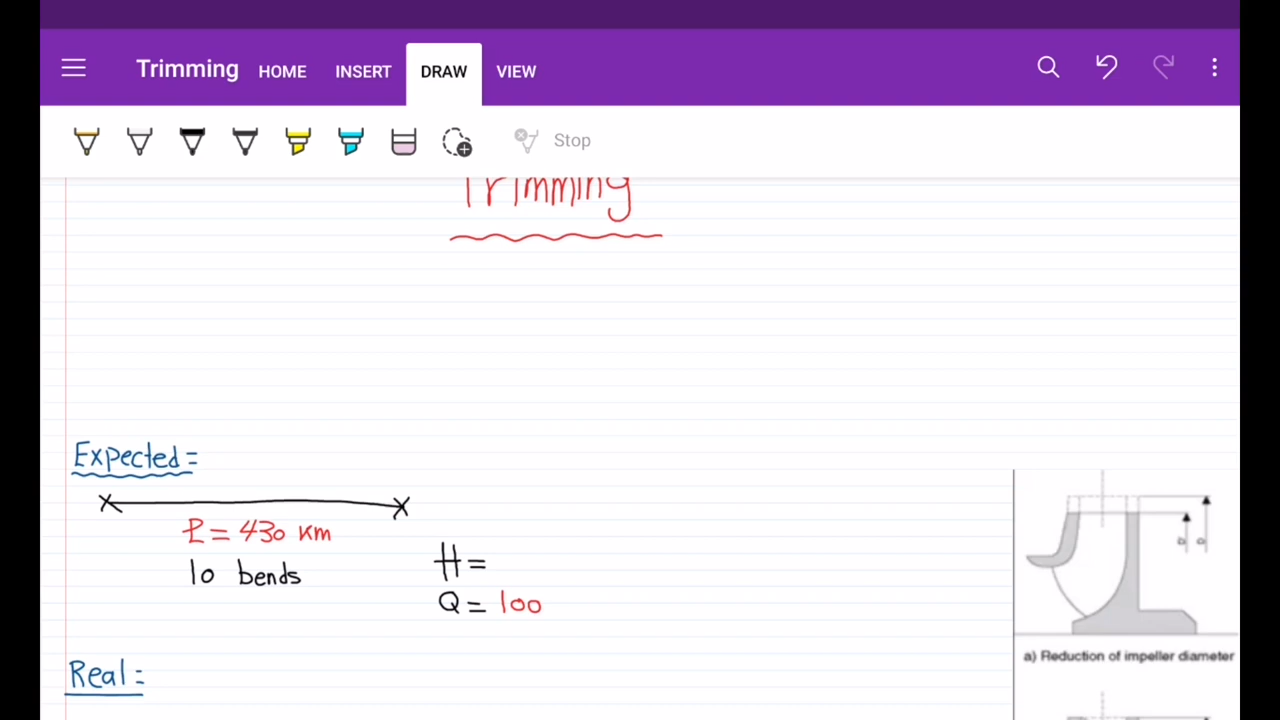 Trimming HOME INSERT DRAW VIEW
Stop
Trimming
Expected=
L = 430 km
10 bends
H=
Q= 100
Real:
a) Reduction of impeller diameter